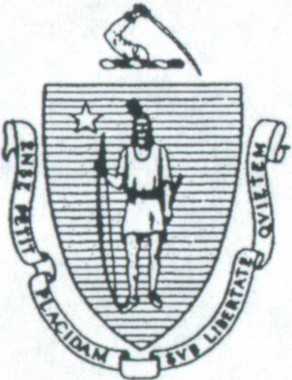 ENSE PETIT
PLACIDAM
SVB LIBERTATE
QVIETEM